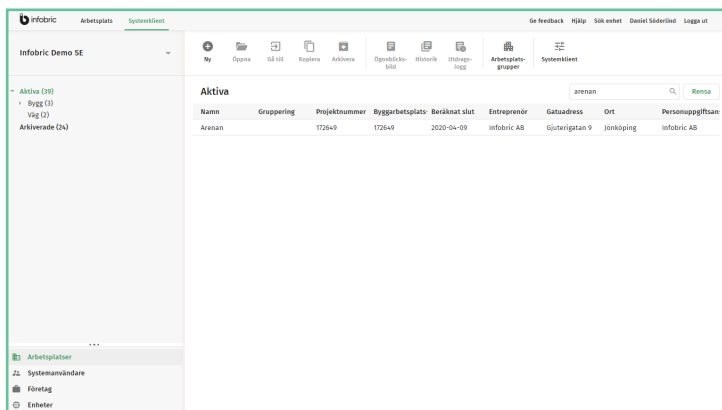 infobric Arbetsplats Systemklient Ge feedback Hjälp Sök enhet Daniel Söderlind Logga ut
Infobric Demo SE
Ny Öppna Gå till Kopiera Arkivera Ögonblicks- Historik Utdrags- Arbetsplats- Systemklient
bild logg grupper
Aktiva (39)
Bygg (3)
Väg (2)
Arkiverade (24)
Aktiva arenan Rensa
Namn Gruppering Projektnummer Byggarbetsplats- Beräknat slut Entreprenör Gatuadress Ort Personuppgiftsan
Arenan 172649 172649 2020-04-09 Infobric AB Gjuterigatan 9 Jönköping Infobric AB
Arbetsplatser
Systemanvändare
Företag
Enheter